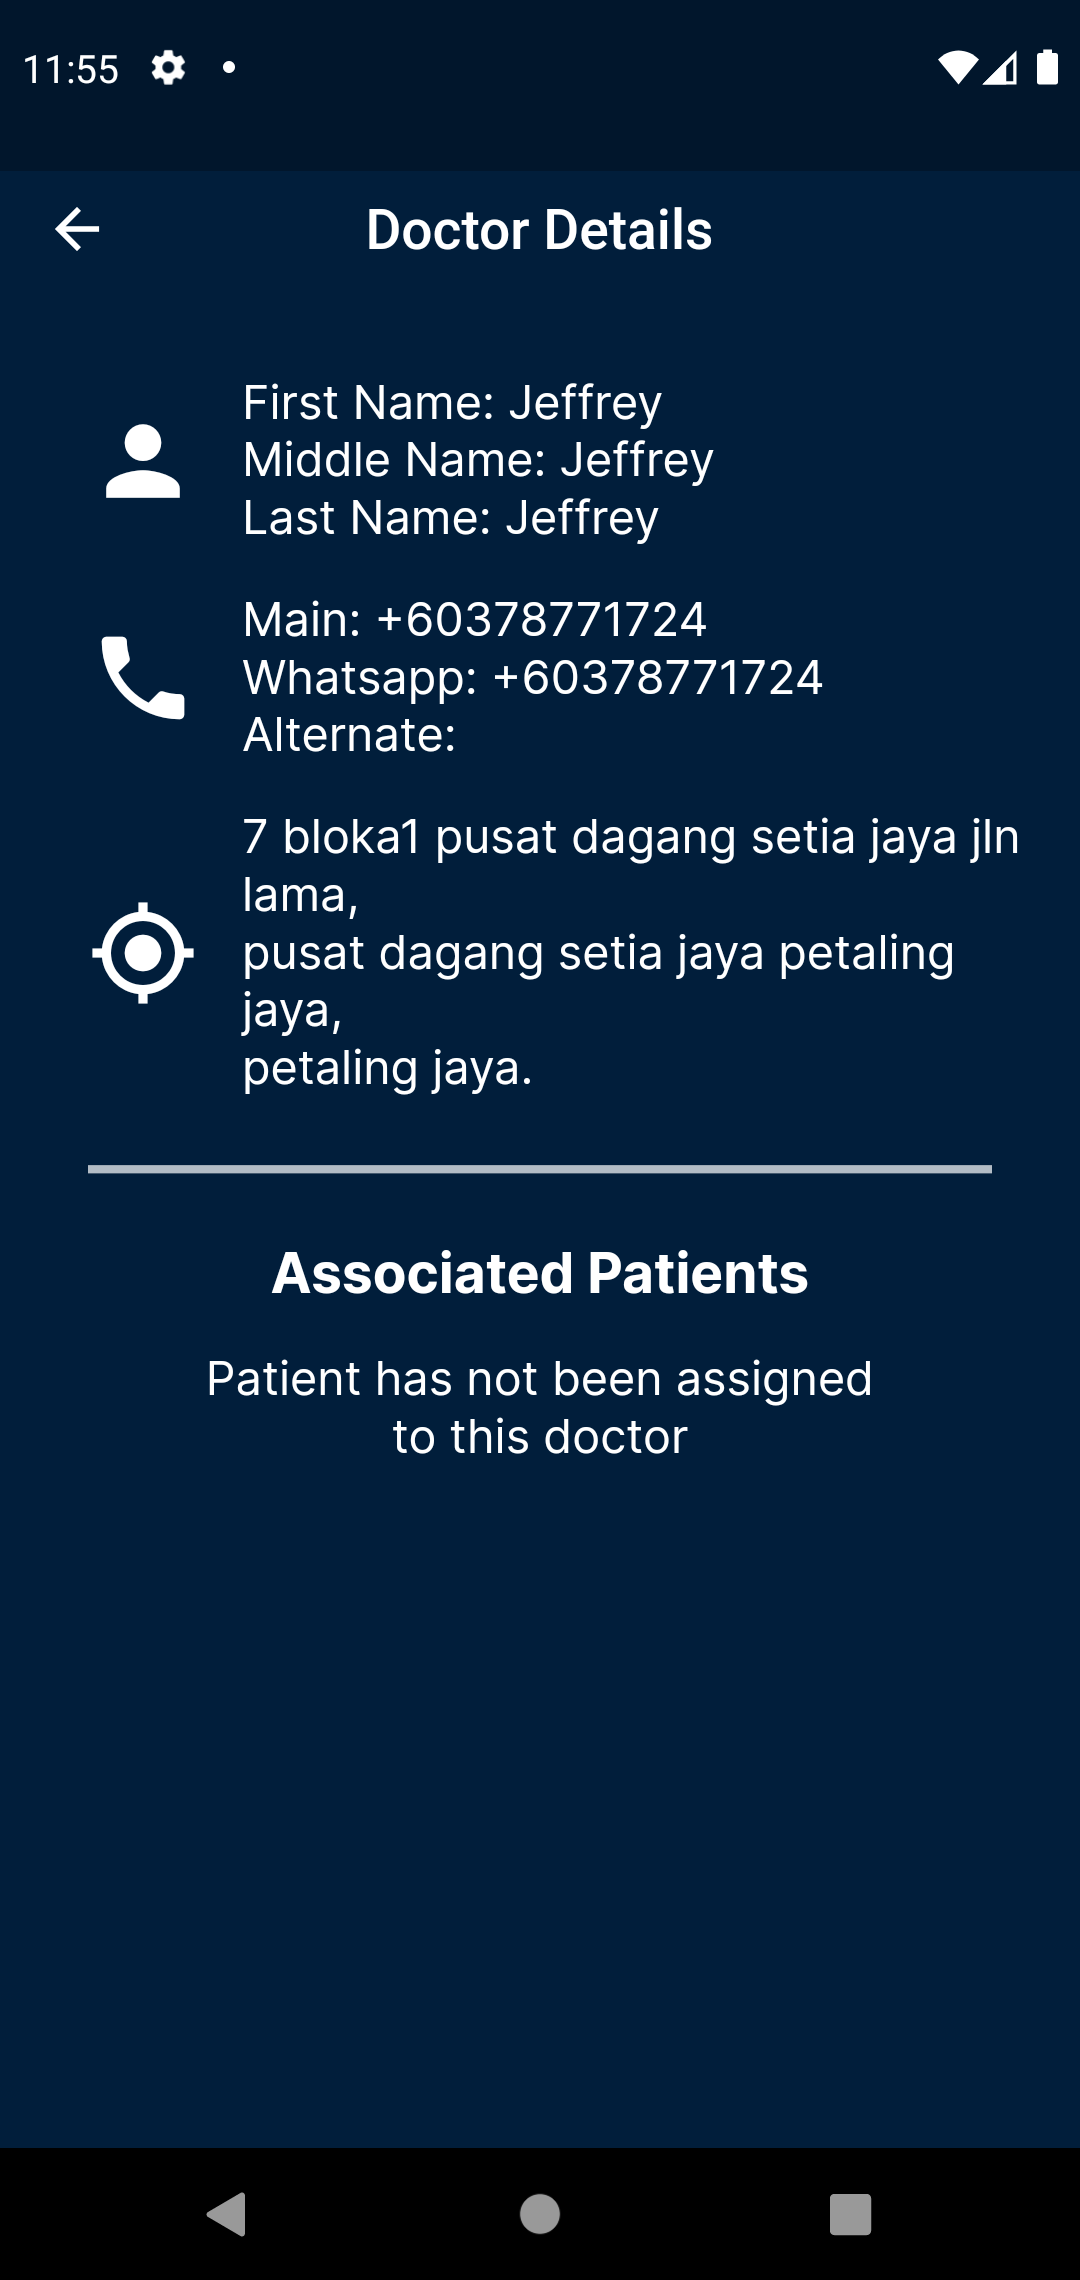 11:55
Doctor Details
First Name: Jeffrey
Middle Name: Jeffrey
Last Name: Jeffrey
Main: +60378771724
Whatsapp: +60378771724
Alternate:
7 bloka1 pusat dagang setia jaya jln
lama,
pusat dagang setia jaya petaling
jaya,
petaling jaya.
Associated Patients
Patient has not been assigned
to this doctor